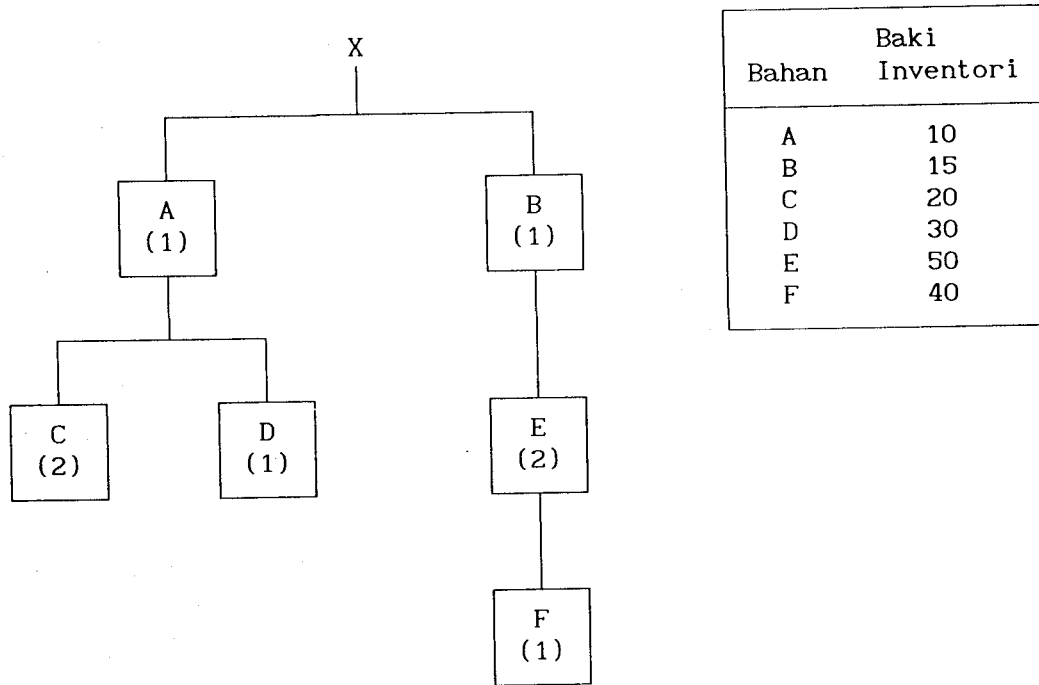 X
A
(1)
B
(1)
C
(2)
D
(1)
E
(2)
F
(1)
Baki
Bahan Inventori
A 10
B 15
C 20
D 30
E 50
F 40